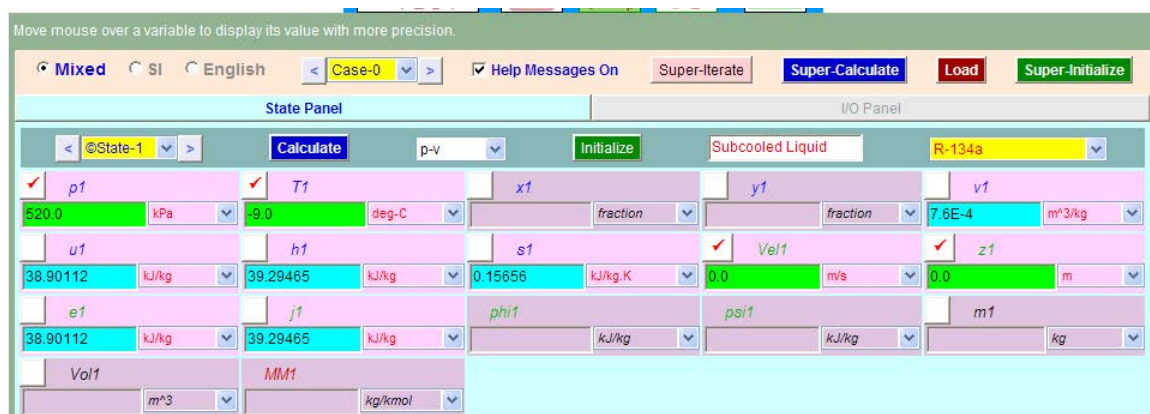 Move mouse over a variable to display its value with more precision.
Mixed SI English < Case-0 > Help Messages On Super-Iterate Super-Calculate Load Super-Initialize
State Panel I/O Panel
< ©State-1 > Calculate p-v Initialize Subcooled Liquid R-134a
p1 T1 x1 y1 v1
520.0 kPa -9.0 deg-C fraction fraction 7.6E-4 m^3/kg
u1 h1 s1 Vel1 z1
38.90112 kJ/kg 39.29465 kJ/kg 0.15656 kJ/kg.K 0.0 m/s 0.0 m
e1 j1 phi1 psi1 m1
38.90112 kJ/kg 39.29465 kJ/kg kJ/kg kJ/kg kg
Vol1 MM1
m^3 kg/kmol